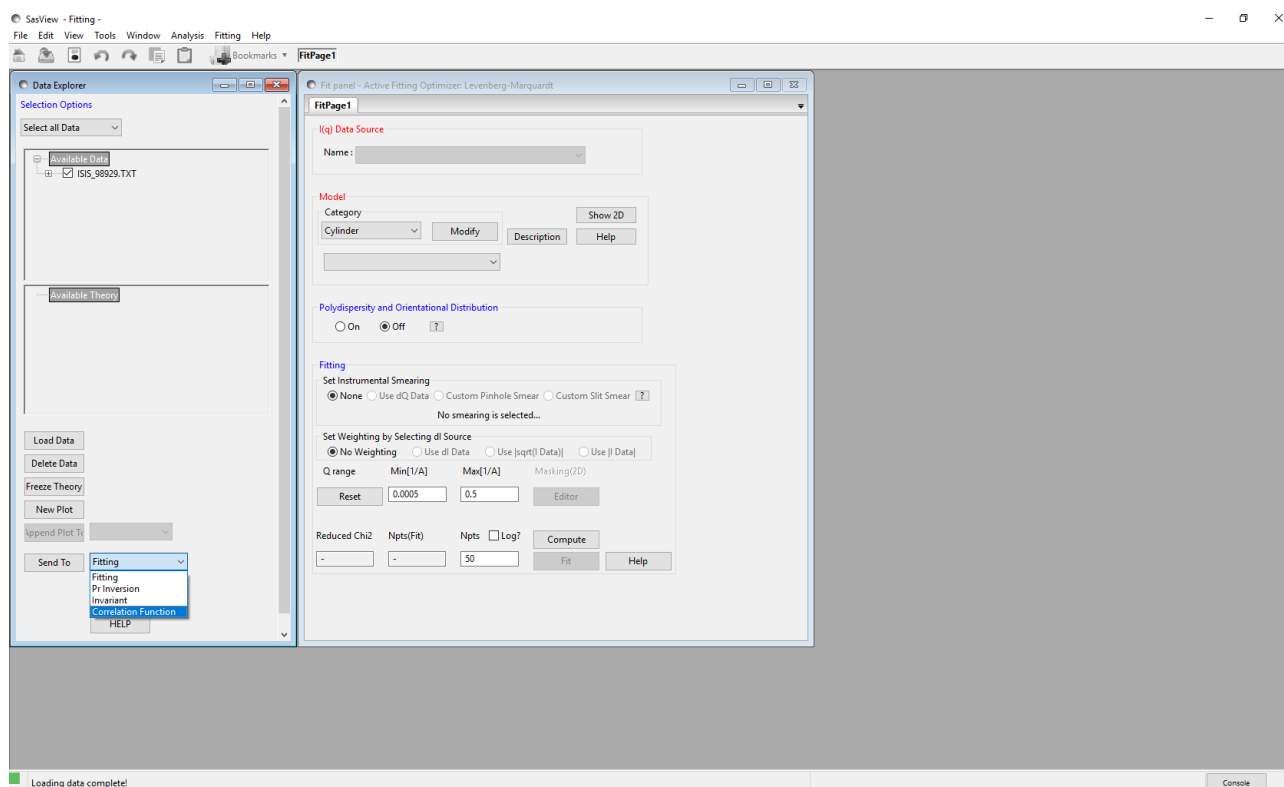 SasView - Fitting -
File Edit View Tools Window Analysis Fitting Help
Bookmarks FitPage1
Data Explorer
Selection Options
Select all Data
Available Data
ISIS_98929.TXT
Available Theory
Load Data
Delete Data
Freeze Theory
New Plot
Append Plot To
Send To Fitting
Fitting
Pr Inversion
Invariant
Correlation Function
HELP
Fit panel - Active Fitting Optimizer: Levenberg-Marquardt
FitPage1
I(q) Data Source
Name :
Model
Category
Show 2D
Cylinder Modify Description Help
Polydispersity and Orientational Distribution
On Off ?
Fitting
Set Instrumental Smearing
None Use dQ Data Custom Pinhole Smear Custom Slit Smear ?
No smearing is selected...
Set Weighting by Selecting dI Source
No Weighting Use dI Data Use |sqrt(I Data)| Use |I Data|
Q range Min[1/A] Max[1/A] Masking(2D)
Reset 0.0005 0.5 Editor
Reduced Chi2 Npts(Fit) Npts Log? Compute
- - 50 Fit Help
Loading data complete! Console